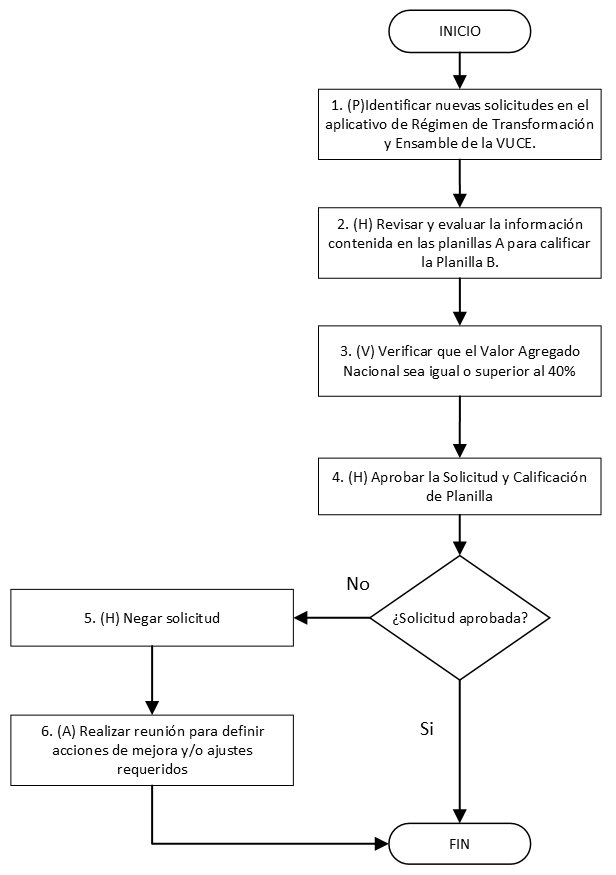 INICIO
1. (P)Identificar nuevas solicitudes en el
aplicativo de Régimen de Transformación
y Ensamble de la VUCE.
2. (H) Revisar y evaluar la información
contenida en las planillas A para calificar
la Planilla B.
3. (V) Verificar que el Valor Agregado
Nacional sea igual o superior al 40%
4. (H) Aprobar la Solicitud y Calificación
de Planilla
¿Solicitud aprobada?
No
5. (H) Negar solicitud
6. (A) Realizar reunión para definir
acciones de mejora y/o ajustes
requeridos
Si
FIN